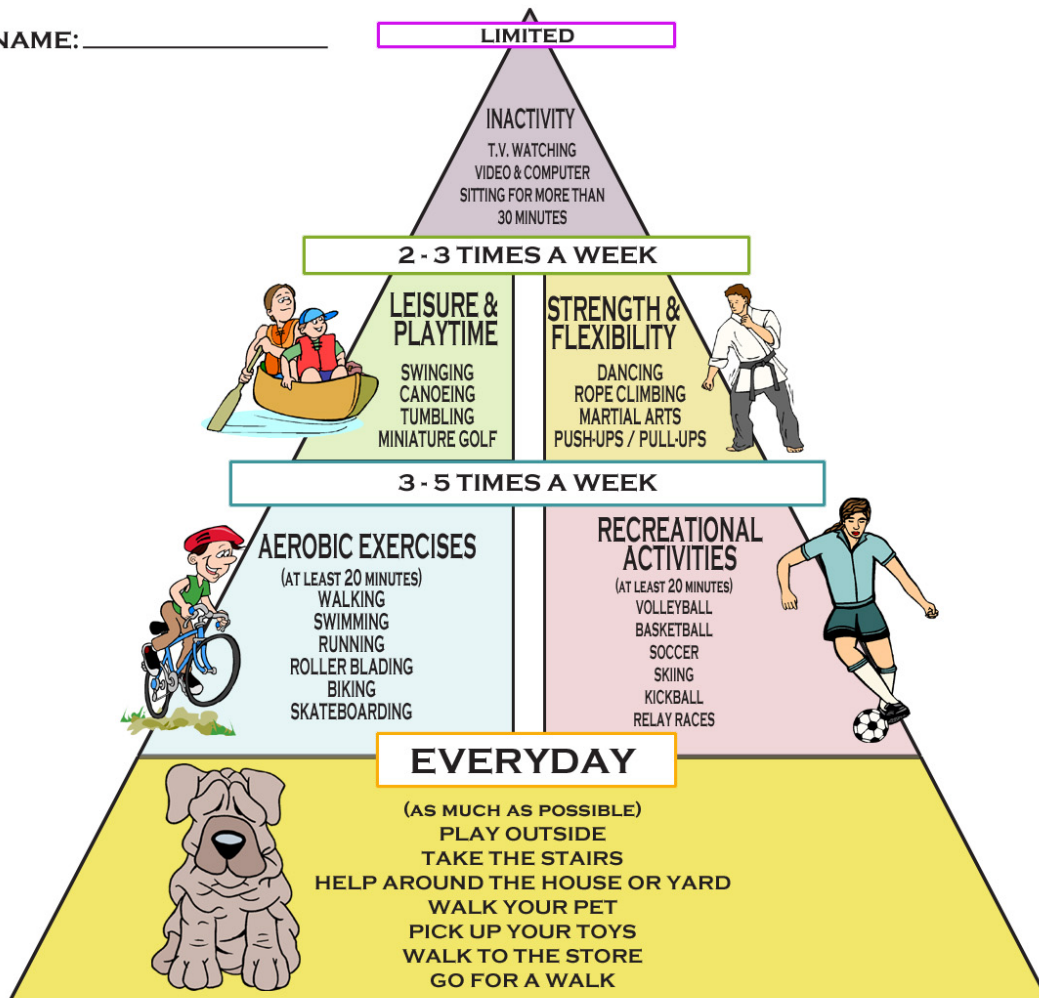 NAME:
LIMITED
INACTIVITY
T.V. WATCHING
VIDEO & COMPUTER
SITTING FOR MORE THAN
30 MINUTES
2 - 3 TIMES A WEEK
LEISURE &
PLAYTIME
SWINGING
CANOEING
TUMBLING
MINIATURE GOLF
STRENGTH &
FLEXIBILITY
DANCING
ROPE CLIMBING
MARTIAL ARTS
PUSH-UPS / PULL-UPS
3 - 5 TIMES A WEEK
AEROBIC EXERCISES
(AT LEAST 20 MINUTES)
WALKING
SWIMMING
RUNNING
ROLLER BLADING
BIKING
SKATEBOARDING
RECREATIONAL
ACTIVITIES
(AT LEAST 20 MINUTES)
VOLLEYBALL
BASKETBALL
SOCCER
SKIING
KICKBALL
RELAY RACES
EVERYDAY
(AS MUCH AS POSSIBLE)
PLAY OUTSIDE
TAKE THE STAIRS
HELP AROUND THE HOUSE OR YARD
WALK YOUR PET
PICK UP YOUR TOYS
WALK TO THE STORE
GO FOR A WALK